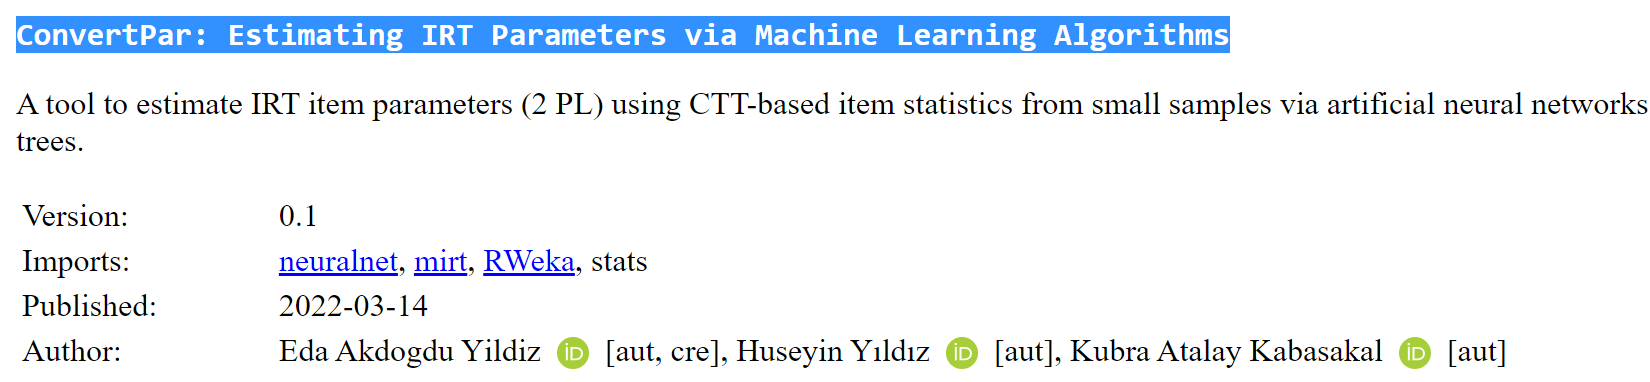 ConvertPar: Estimating IRT Parameters via Machine Learning Algorithms
A tool to estimate IRT item parameters (2 PL) using CTT-based item statistics from small samples via artificial neural networks
trees.
Version: 0.1
Imports: neuralnet, mirt, RWeka, stats
Published: 2022-03-14
Author: Eda Akdogdu Yildiz iD [aut, cre], Huseyin Yıldız iD [aut], Kubra Atalay Kabasakal iD [aut]